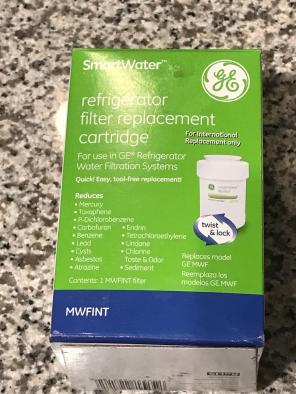 SmartWater™
GE
refrigerator
filter replacement
cartridge
For International
Replacement only
For use in GE® Refrigerator
Water Filtration Systems
Quick! Easy, tool-free replacement!
Reduces
• Mercury
• Toxaphene
• P-Dichlorobenzene
• Carbofuran
• Benzene
• Lead
• Cysts
• Asbestos
• Atrazine
• Endrin
• Tetrachloroethylene
• Lindane
• Chlorine
Taste & Odor
• Sediment
twist
& lock
Replaces model
GE MWF
Reemplaza los
modelos GE MWF
Contents: 1 MWFINT filter
MWFINT